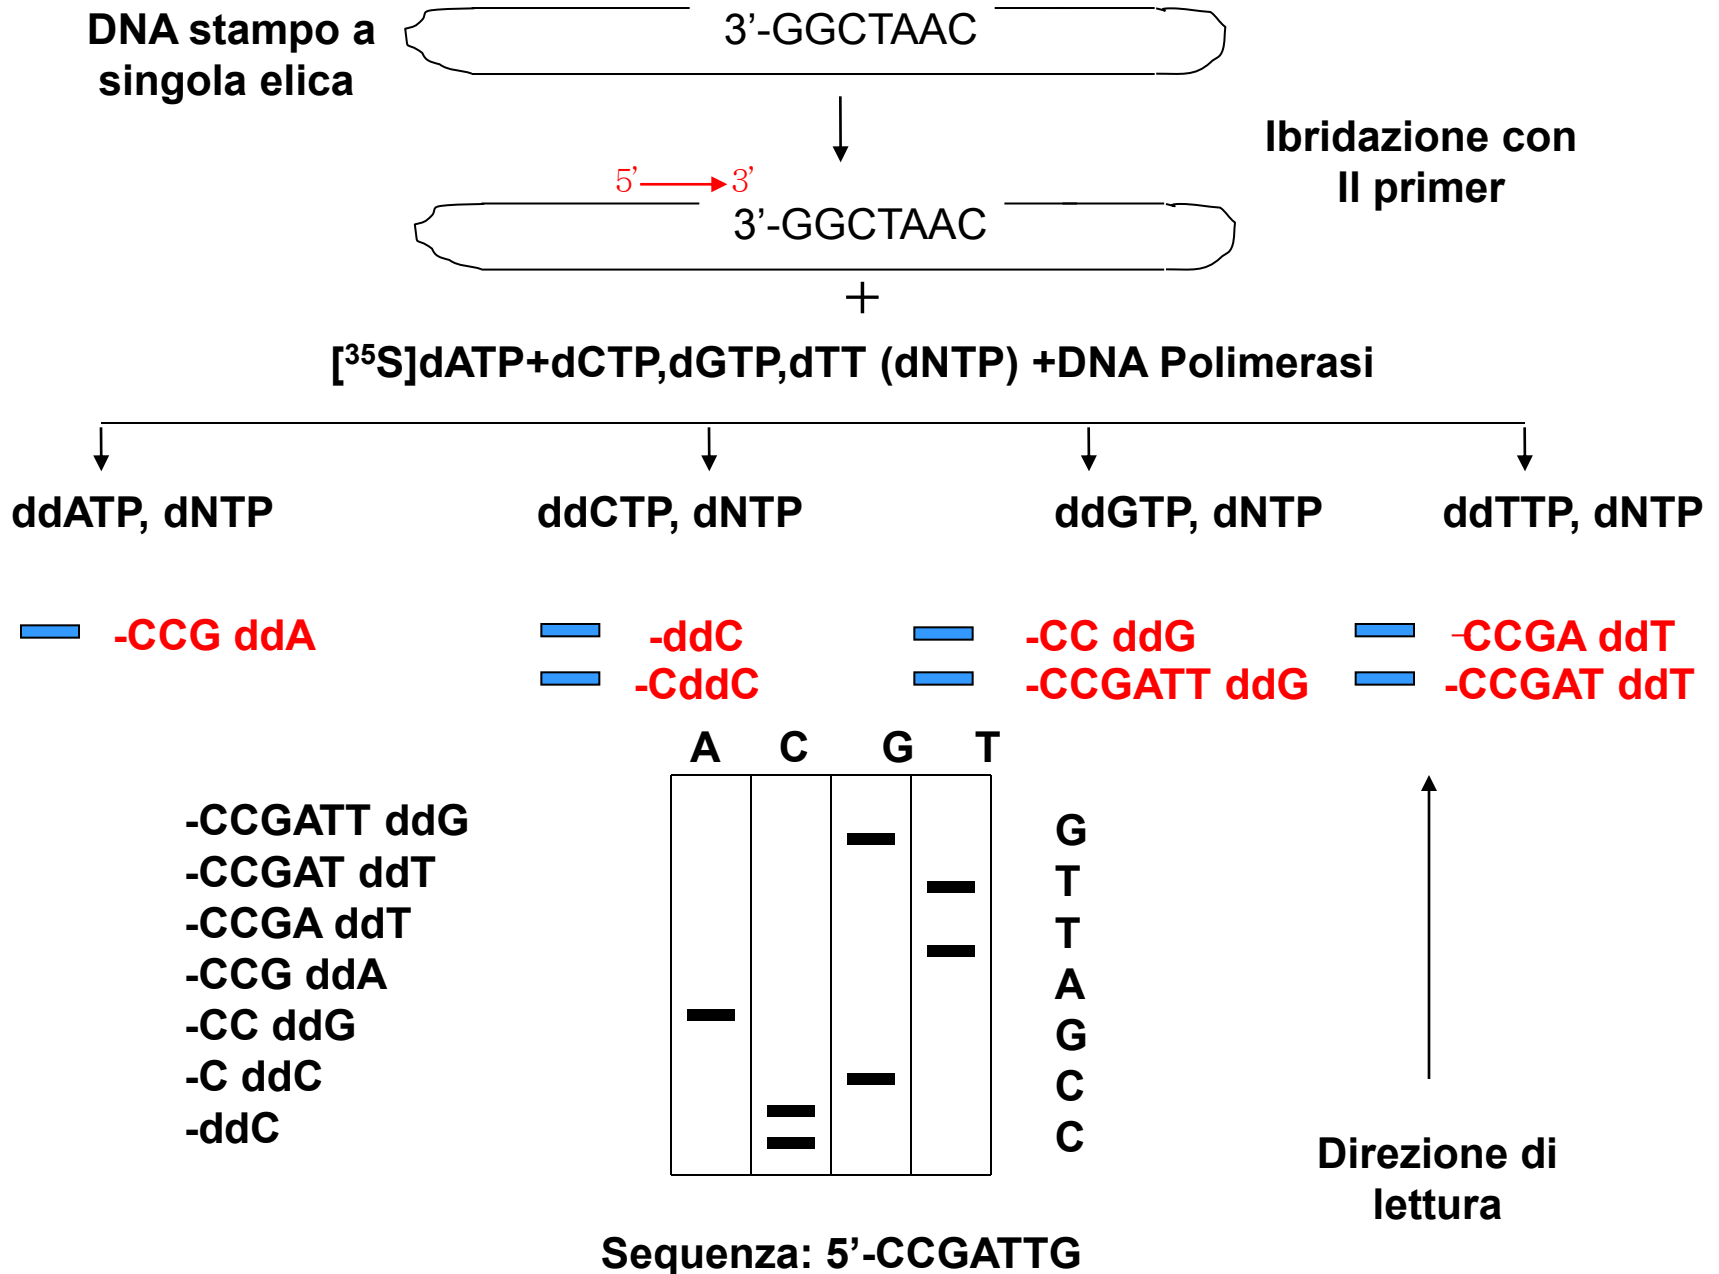 DNA stampo a
singola elica
3’-GGCTAAC
Ibridazione con
Il primer
5’ 3’
3’-GGCTAAC
+
[³⁵S]dATP+dCTP,dGTP,dTT (dNTP) +DNA Polimerasi
ddATP, dNTP
ddCTP, dNTP
ddGTP, dNTP
ddTTP, dNTP
-CCG ddA
-ddC
-CddC
-CC ddG
-CCGATT ddG
-CCGA ddT
-CCGAT ddT
A C G T
-CCGATT ddG
-CCGAT ddT
-CCGA ddT
-CCG ddA
-CC ddG
-C ddC
-ddC
G
T
T
A
G
C
C
Direzione di
lettura
Sequenza: 5’-CCGATTG